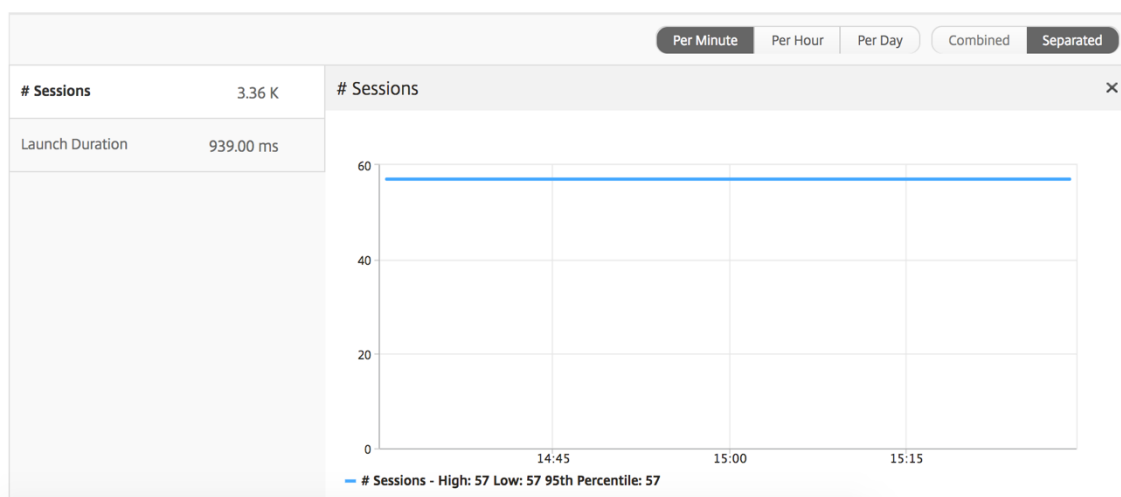 Per Minute Per Hour Per Day Combined Separated
# Sessions 3.36 K
Launch Duration 939.00 ms
# Sessions ×
60
40
20
0
14:45 15:00 15:15
# Sessions - High: 57 Low: 57 95th Percentile: 57